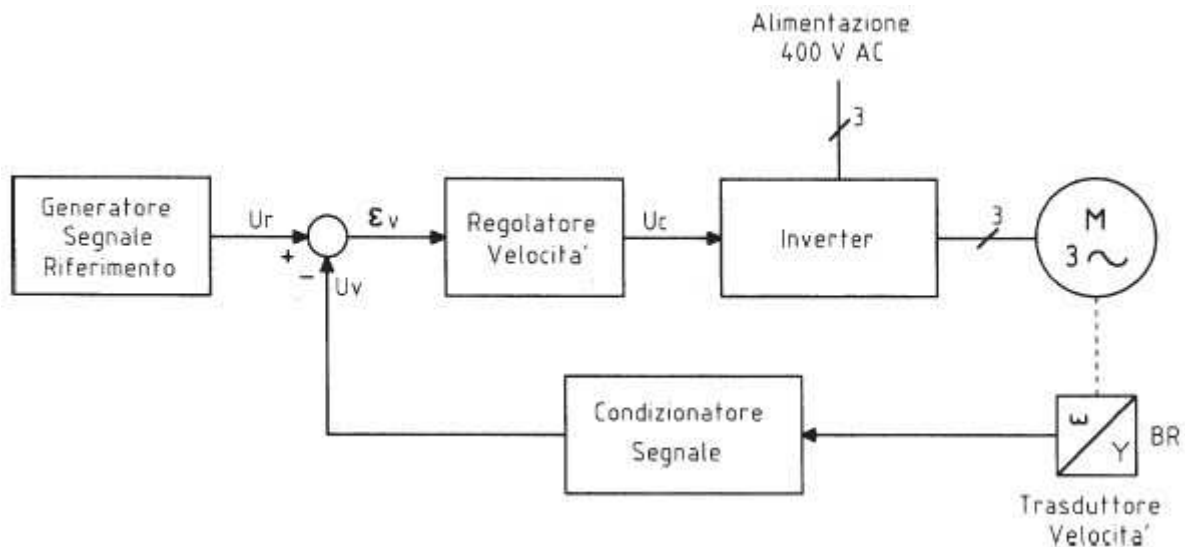 Alimentazione
400 V AC
3
Generatore
Segnale
Riferimento
Ur
+
−
εv
Regolatore
Velocita'
Uc
Inverter
3
M
3 ~
Uv
Condizionatore
Segnale
ω
Y
BR
Trasduttore
Velocita'